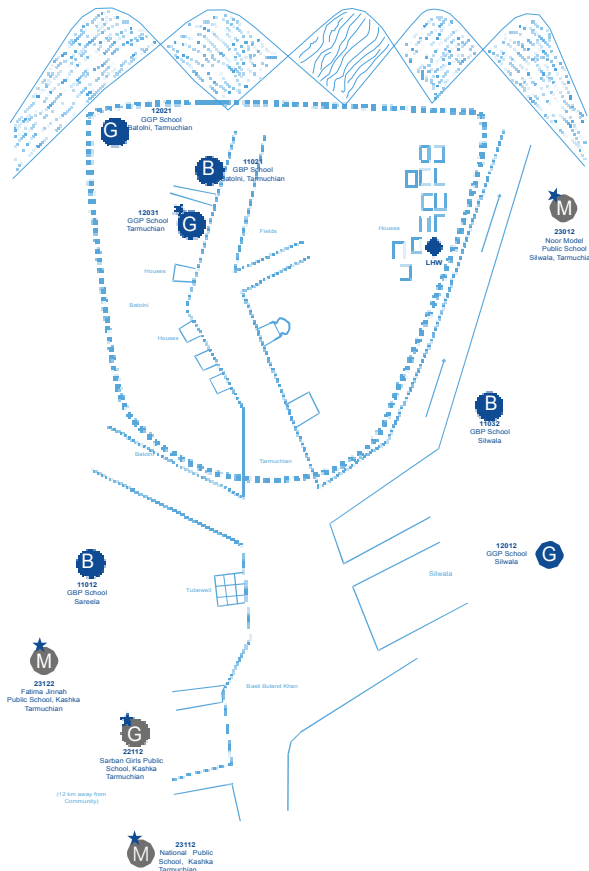 12021
GGP School
Batolni, Tarmuchian
G
B
11021
GBP School
Batolni, Tarmuchian
12031
GGP School
Tarmuchian
G
Fields
Houses
LHW
M
23012
Noor Model
Public School
Silwala, Tarmuchia
Houses
Batolni
Houses
B
11032
GBP School
Silwala
Batolni
Tarmuchian
12012
GGP School
Silwala
G
B
11012
GBP School
Sareela
Silwala
Tubewell
M
23122
Fatima Jinnah
Public School, Kashka
Tarmuchian
Basti Buland Khan
G
22112
Sarban Girls Public
School, Kashka
Tarmuchian
(12 km away from
Community)
M
23112
National Public
School, Kashka
Tarmuchian